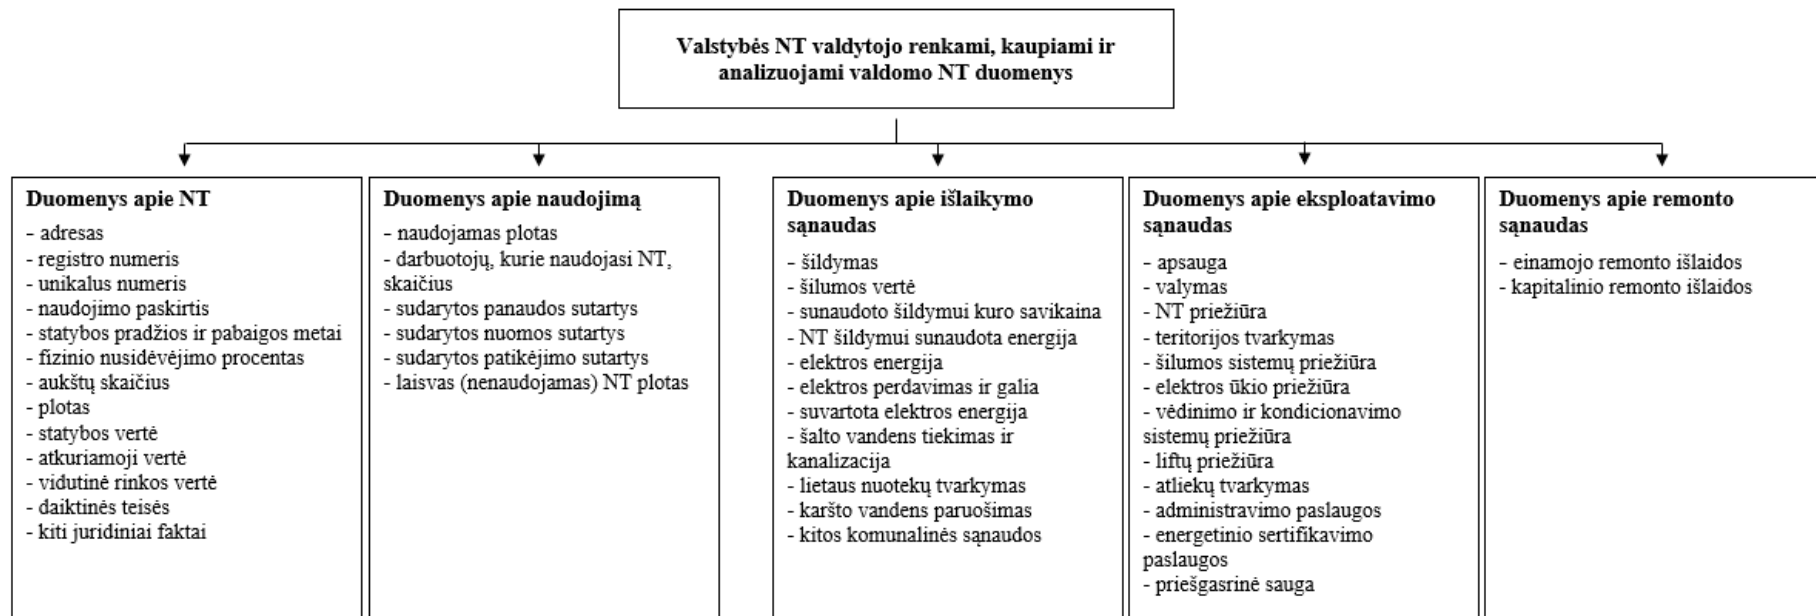 Valstybės NT valdytojo renkami, kaupiami ir
analizuojami valdomo NT duomenys
Duomenys apie NT
- adresas
- registro numeris
- unikalus numeris
- naudojimo paskirtis
- statybos pradžios ir pabaigos metai
- fizinio nusidėvėjimo procentas
- aukštų skaičius
- plotas
- statybos vertė
- atkuriamoji vertė
- vidutinė rinkos vertė
- daiktinės teisės
- kiti juridiniai faktai
Duomenys apie naudojimą
- naudojamas plotas
- darbuotojų, kurie naudojasi NT,
skaičius
- sudarytos panaudos sutartys
- sudarytos nuomos sutartys
- sudarytos patikėjimo sutartys
- laisvas (nenaudojamas) NT plotas
Duomenys apie išlaikymo
sąnaudas
- šildymas
- šilumos vertė
- sunaudoto šildymui kuro savikaina
- NT šildymui sunaudota energija
- elektros energija
- elektros perdavimas ir galia
- suvartota elektros energija
- šalto vandens tiekimas ir
kanalizacija
- lietaus nuotekų tvarkymas
- karšto vandens paruošimas
- kitos komunalinės sąnaudos
Duomenys apie eksploatavimo
sąnaudas
- apsauga
- valymas
- NT priežiūra
- teritorijos tvarkymas
- šilumos sistemų priežiūra
- elektros ūkio priežiūra
- vėdinimo ir kondicionavimo
sistemų priežiūra
- liftų priežiūra
- atliekų tvarkymas
- administravimo paslaugos
- energetinio sertifikavimo
paslaugos
- priešgasrinė sauga
Duomenys apie remonto
sąnaudas
- einamojo remonto išlaidos
- kapitalinio remonto išlaidos